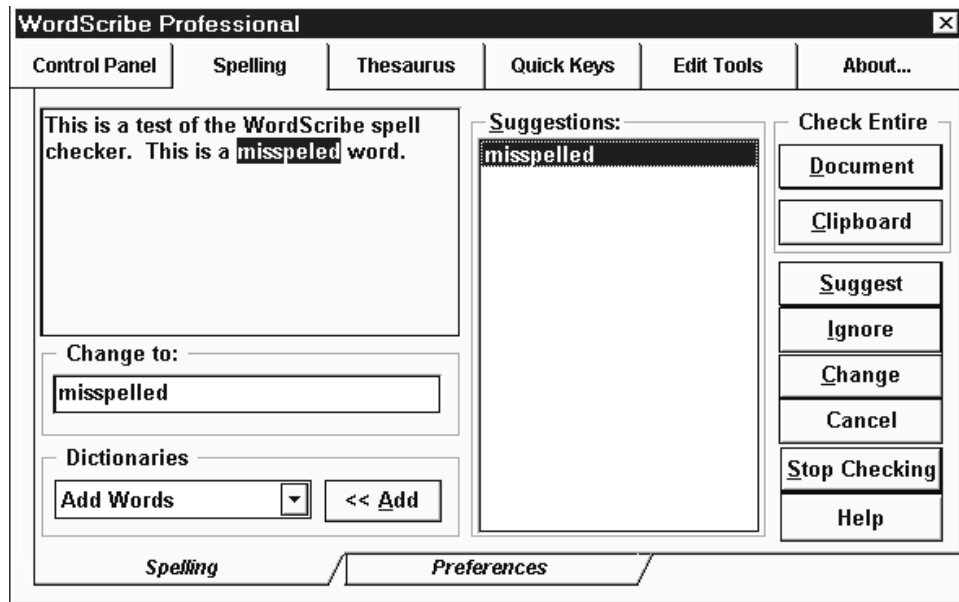 WordScribe Professional
Control Panel
Spelling
Thesaurus
Quick Keys
Edit Tools
About...
This is a test of the WordScribe spell
checker. This is a misspeled word.
Change to:
misspelled
Dictionaries
Add Words
<< Add
Suggestions:
misspelled
Check Entire
Document
Clipboard
Suggest
Ignore
Change
Cancel
Stop Checking
Help
Spelling
Preferences